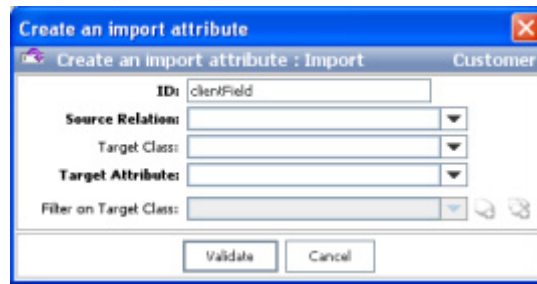 Create an import attribute
Create an import attribute : Import Customer
ID: clientField
Source Relation:
Target Class:
Target Attribute:
Filter on Target Class:
Validate Cancel